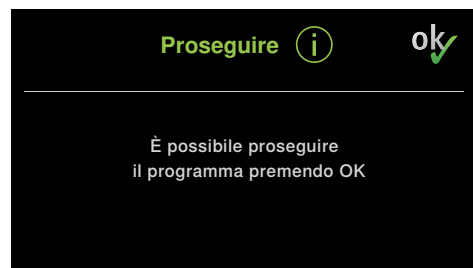 Proseguire i ok
È possibile proseguire
il programma premendo OK